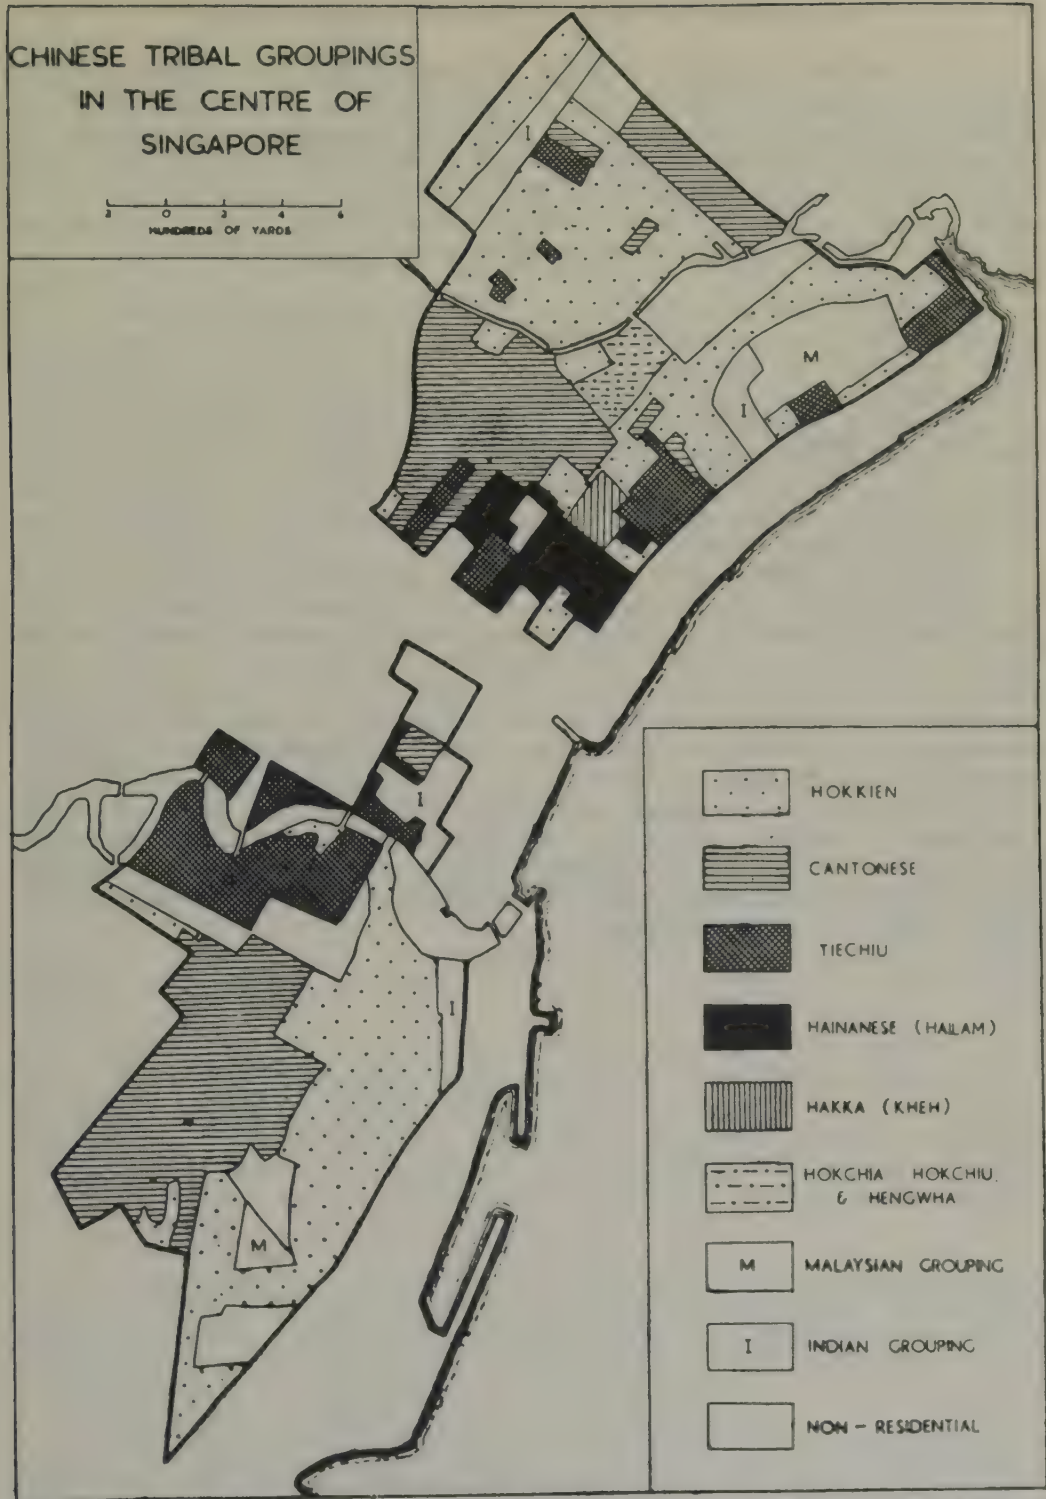 CHINESE TRIBAL GROUPINGS
IN THE CENTRE OF
SINGAPORE
2 0 2 4 6
HUNDREDS OF YARDS
I
M
I
I
I
M
HOKKIEN
CANTONESE
TIECHIU
HAINANESE (HAILAM)
HAKKA (KHEH)
HOKCHIA HOKCHIU,
& HENGWHA
M MALAYSIAN GROUPING
I INDIAN GROUPING
NON - RESIDENTIAL